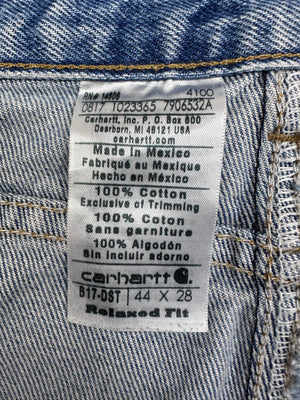 RN# 14806 4100
0817 1023365 7906532A
Carhartt, Inc. P. O. Box 600
Dearborn, MI 48121 USA
carhartt.com
Made in Mexico
Fabriqué au Mexique
Hecho en México
100% Cotton
Exclusive of Trimming
100% Coton
Sans garniture
100% Algodón
Sin incluir adorno
carhartt
B17-DST 44 X 28
Relaxed Fit